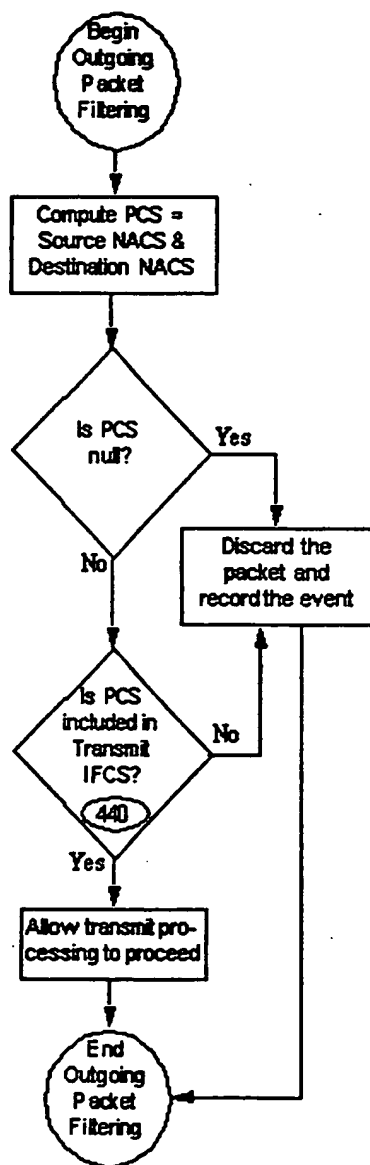 Begin
Outgoing
Packet
Filtering
Compute PCS =
Source NACS &
Destination NACS
Is PCS
null?
Yes
No
Discard the
packet and
record the event
Is PCS
included in
Transmit
IFCS?
440
No
Yes
Allow transmit pro-
cessing to proceed
End
Outgoing
Packet
Filtering